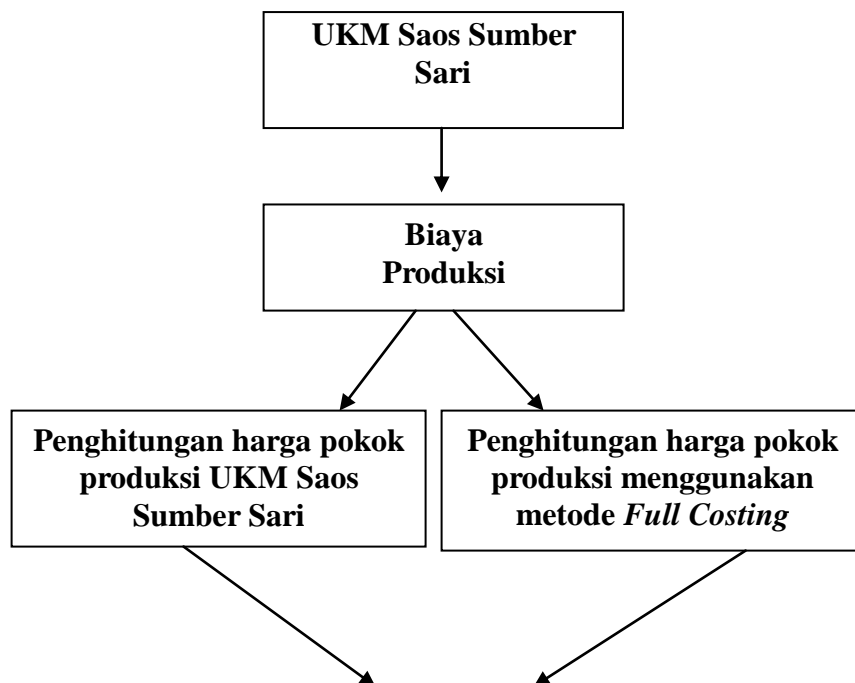 UKM Saos Sumber
Sari
Biaya
Produksi
Penghitungan harga pokok
produksi UKM Saos
Sumber Sari
Penghitungan harga pokok
produksi menggunakan
metode Full Costing